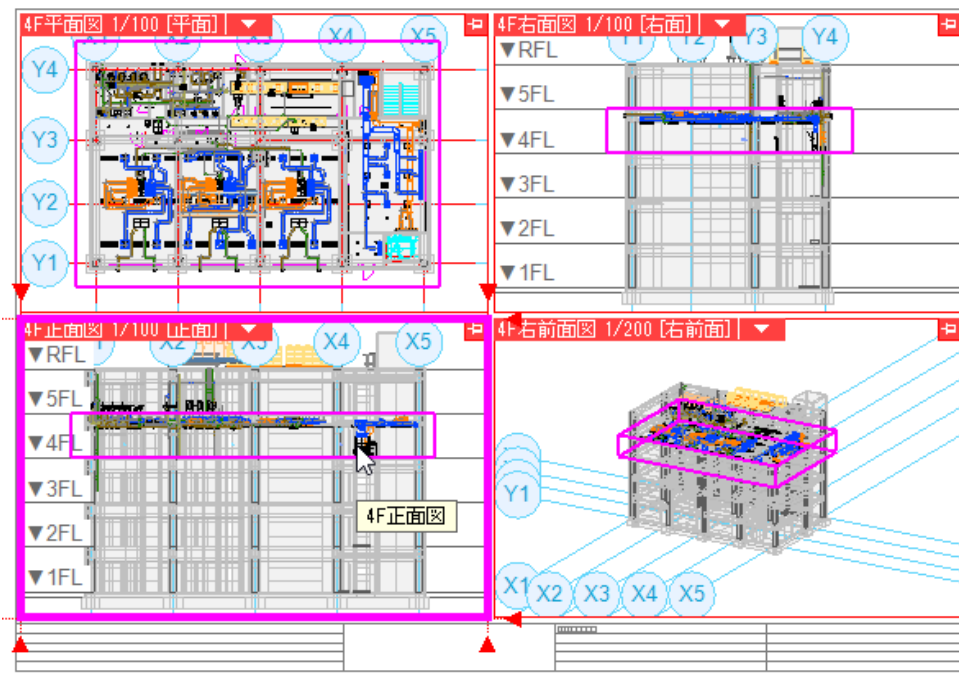 4F平面図 1/100 [平面] ▼
X4
X5
Y4
Y3
Y2
Y1
4F右面図 1/100 [右面] ▼
Y3
Y4
▼RFL
▼5FL
▼4FL
▼3FL
▼2FL
▼1FL
4F正面図 1/100 [正面] ▼
X2
X3
X4
X5
▼RFL
▼5FL
▼4FL
▼3FL
▼2FL
▼1FL
4F正面図
4F右前面図 1/200 [右前面] ▼
Y1
X1
X2
X3
X4
X5